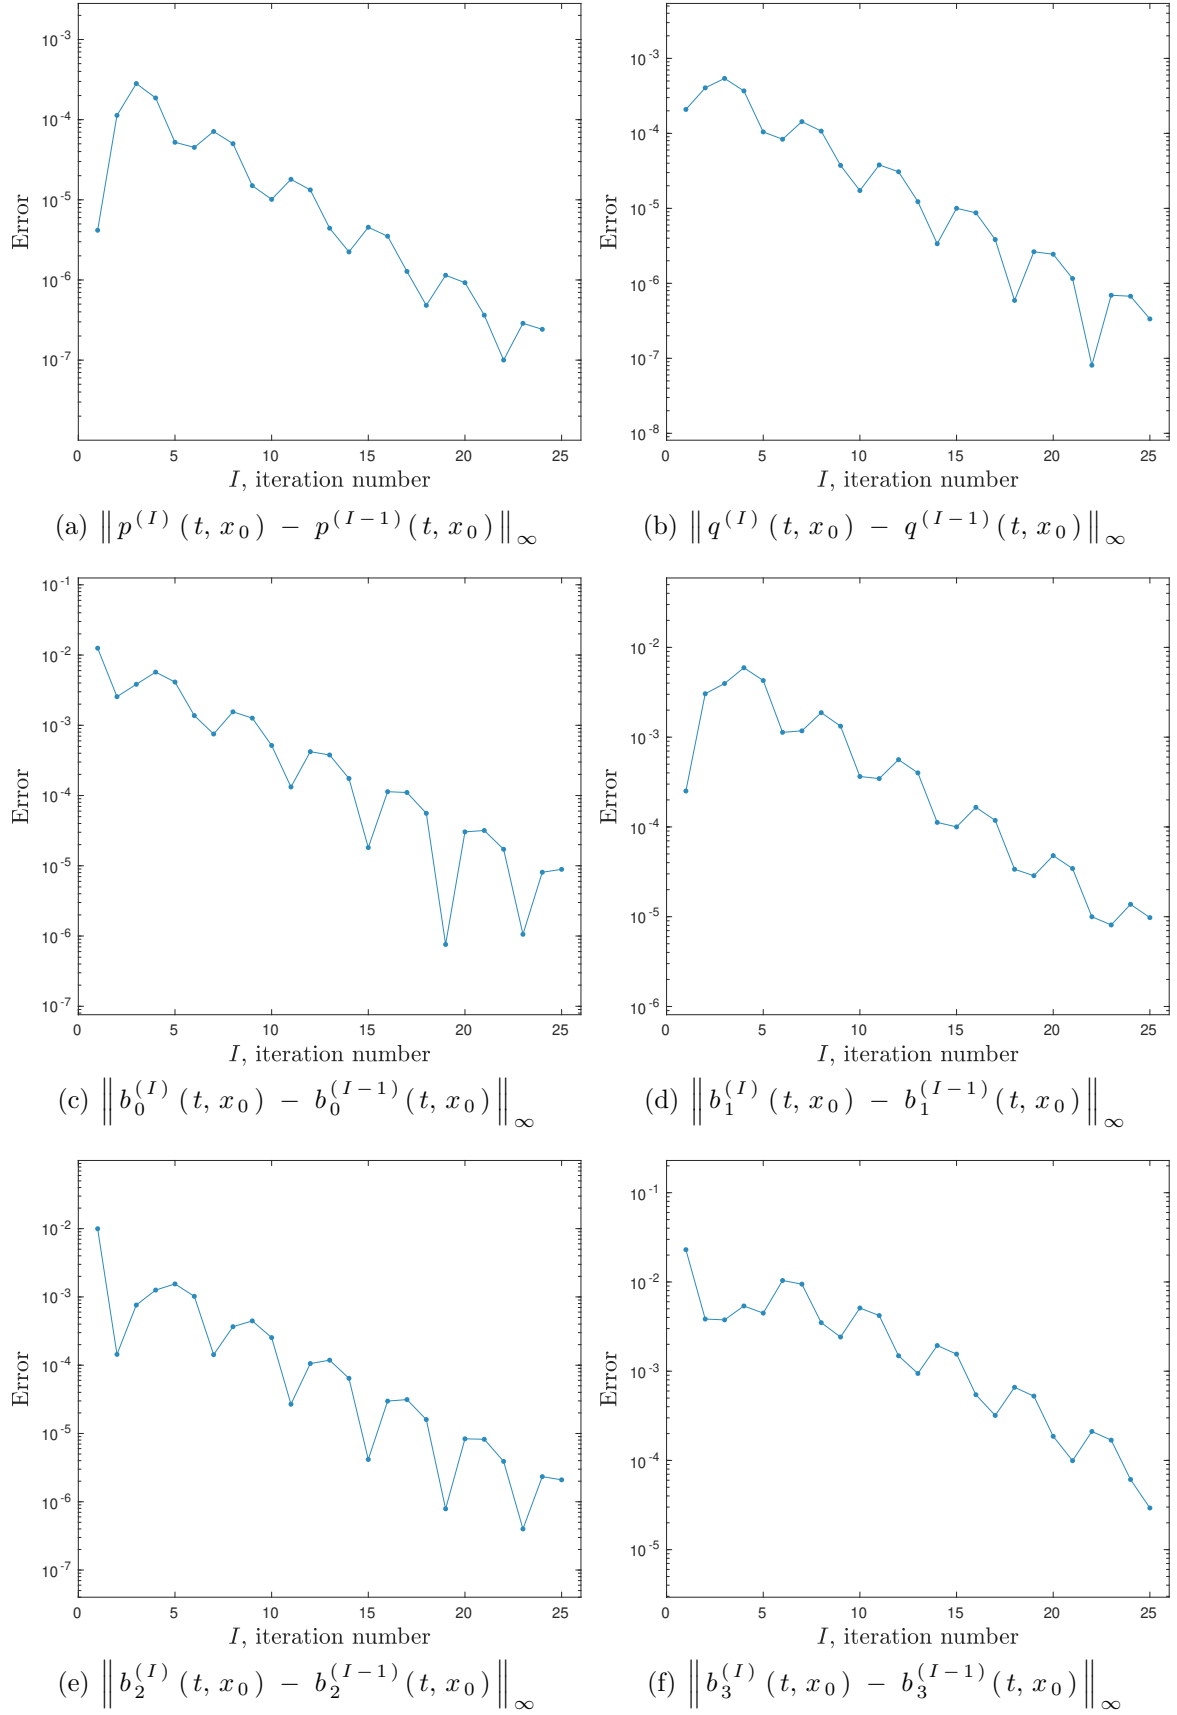 10^-3
10^-4
10^-5
10^-6
10^-7
Error
0 5 10 15 20 25
I, iteration number
(a) ‖p^(I)(t, x_0) − p^(I−1)(t, x_0)‖_∞
10^-3
10^-4
10^-5
10^-6
10^-7
10^-8
Error
0 5 10 15 20 25
I, iteration number
(b) ‖q^(I)(t, x_0) − q^(I−1)(t, x_0)‖_∞
10^-1
10^-2
10^-3
10^-4
10^-5
10^-6
10^-7
Error
0 5 10 15 20 25
I, iteration number
(c) ‖b_0^(I)(t, x_0) − b_0^(I−1)(t, x_0)‖_∞
10^-2
10^-3
10^-4
10^-5
10^-6
Error
0 5 10 15 20 25
I, iteration number
(d) ‖b_1^(I)(t, x_0) − b_1^(I−1)(t, x_0)‖_∞
10^-2
10^-3
10^-4
10^-5
10^-6
10^-7
Error
0 5 10 15 20 25
I, iteration number
(e) ‖b_2^(I)(t, x_0) − b_2^(I−1)(t, x_0)‖_∞
10^-1
10^-2
10^-3
10^-4
10^-5
Error
0 5 10 15 20 25
I, iteration number
(f) ‖b_3^(I)(t, x_0) − b_3^(I−1)(t, x_0)‖_∞